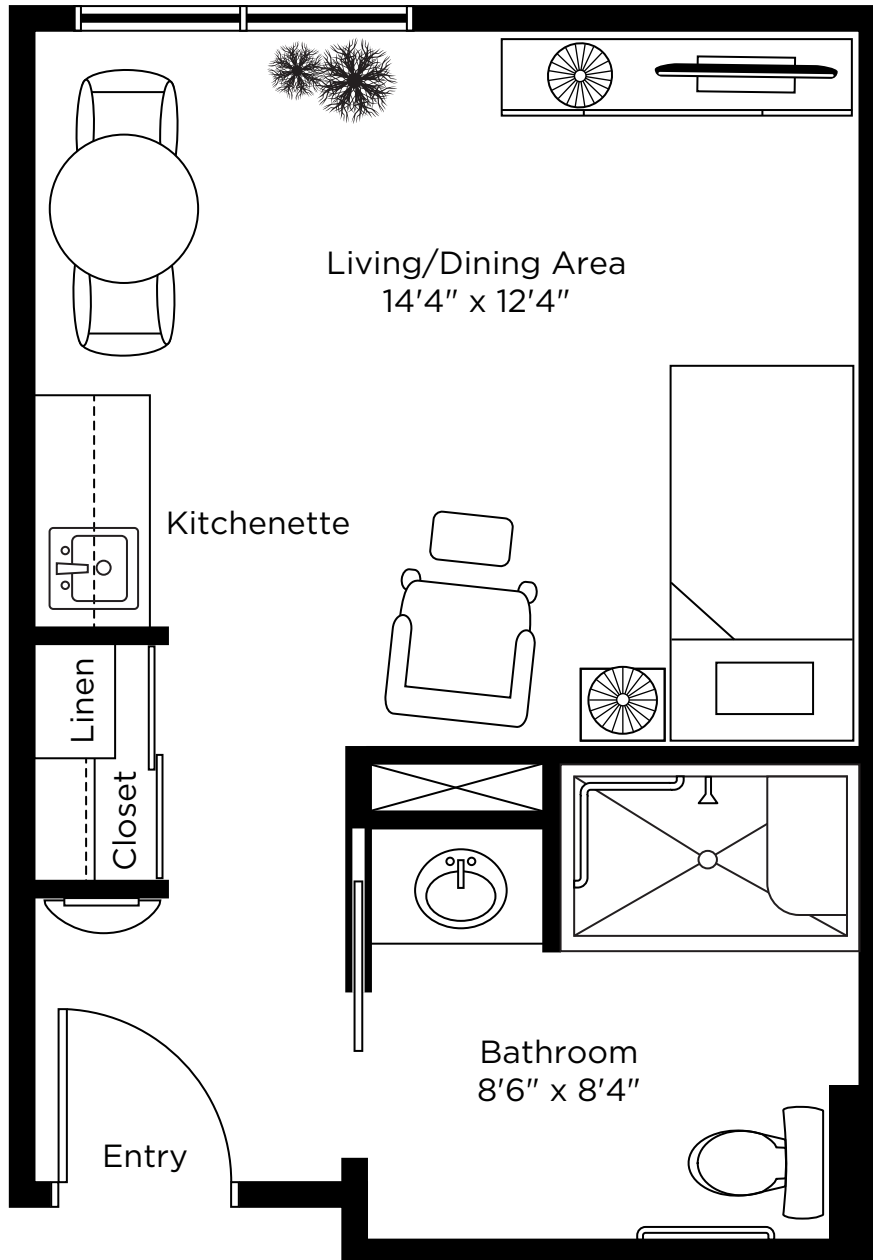 Living/Dining Area
14'4" x 12'4"
Kitchenette
Linen
Closet
Bathroom
8'6" x 8'4"
Entry